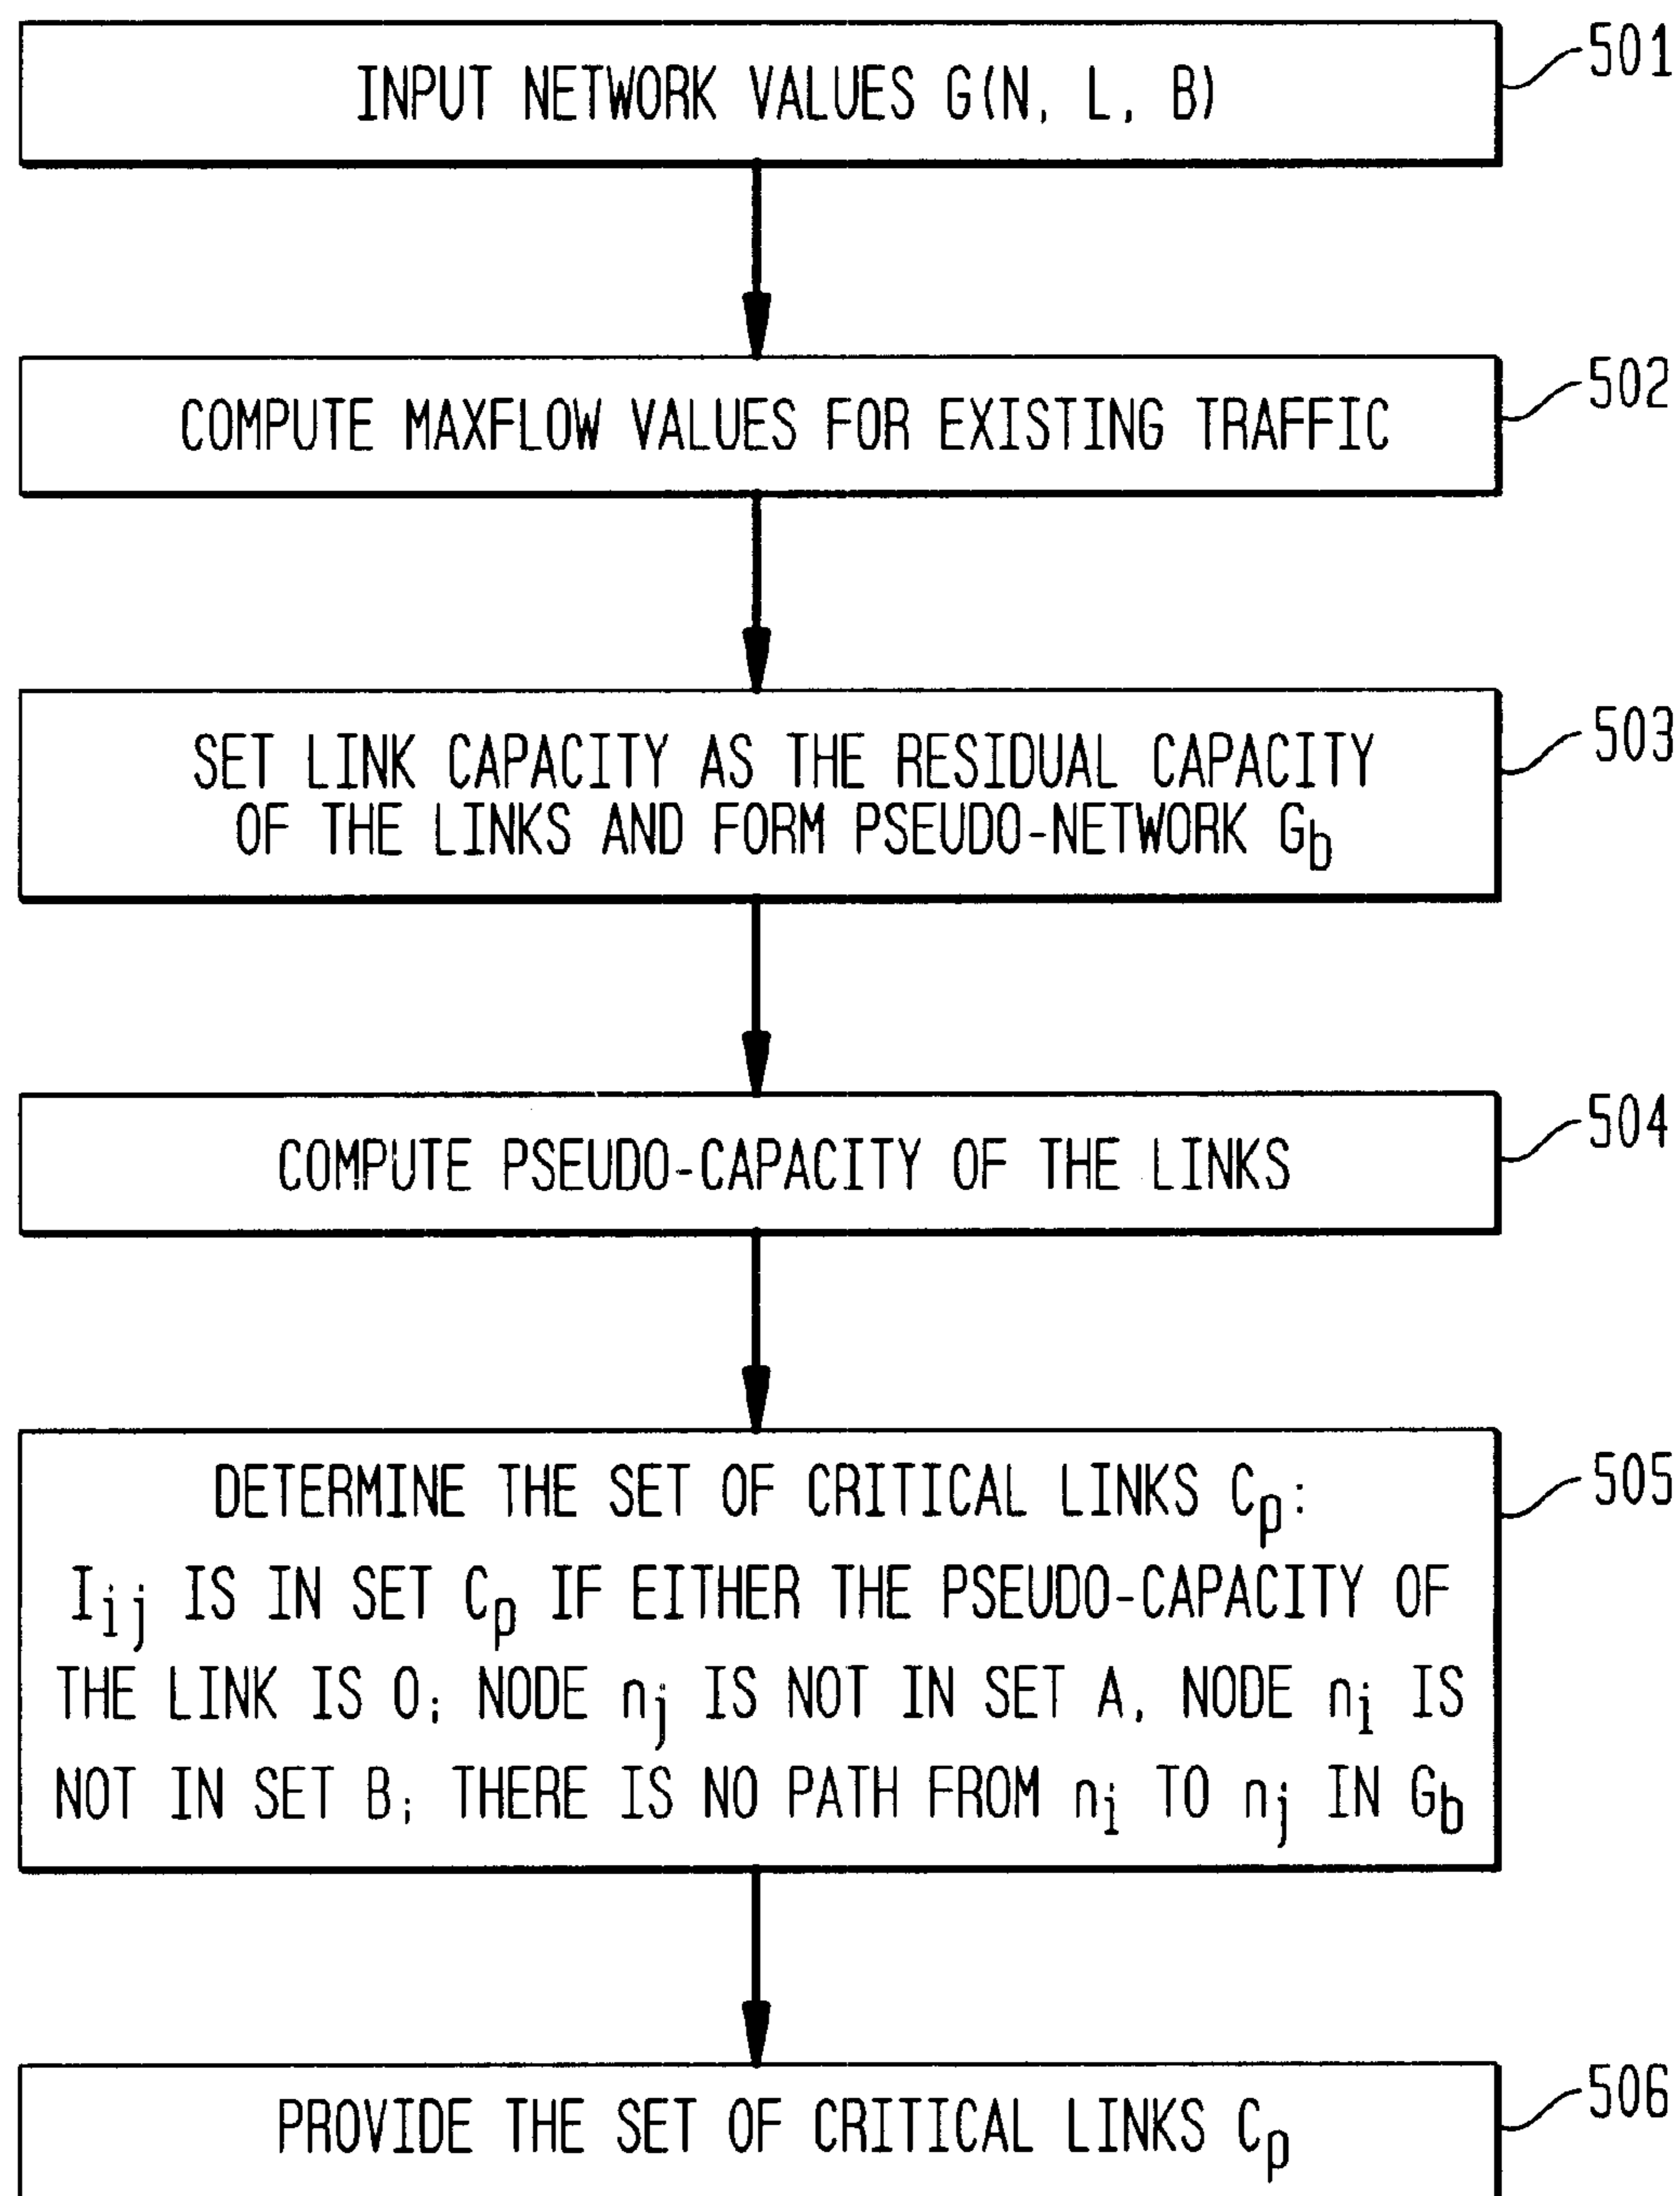 INPUT NETWORK VALUES G(N, L, B)
501
COMPUTE MAXFLOW VALUES FOR EXISTING TRAFFIC
502
SET LINK CAPACITY AS THE RESIDUAL CAPACITY
OF THE LINKS AND FORM PSEUDO-NETWORK Gb
503
COMPUTE PSEUDO-CAPACITY OF THE LINKS
504
DETERMINE THE SET OF CRITICAL LINKS Cp:
Iij IS IN SET Cp IF EITHER THE PSEUDO-CAPACITY OF
THE LINK IS 0; NODE nj IS NOT IN SET A, NODE ni IS
NOT IN SET B; THERE IS NO PATH FROM ni TO nj IN Gb
505
PROVIDE THE SET OF CRITICAL LINKS Cp
506